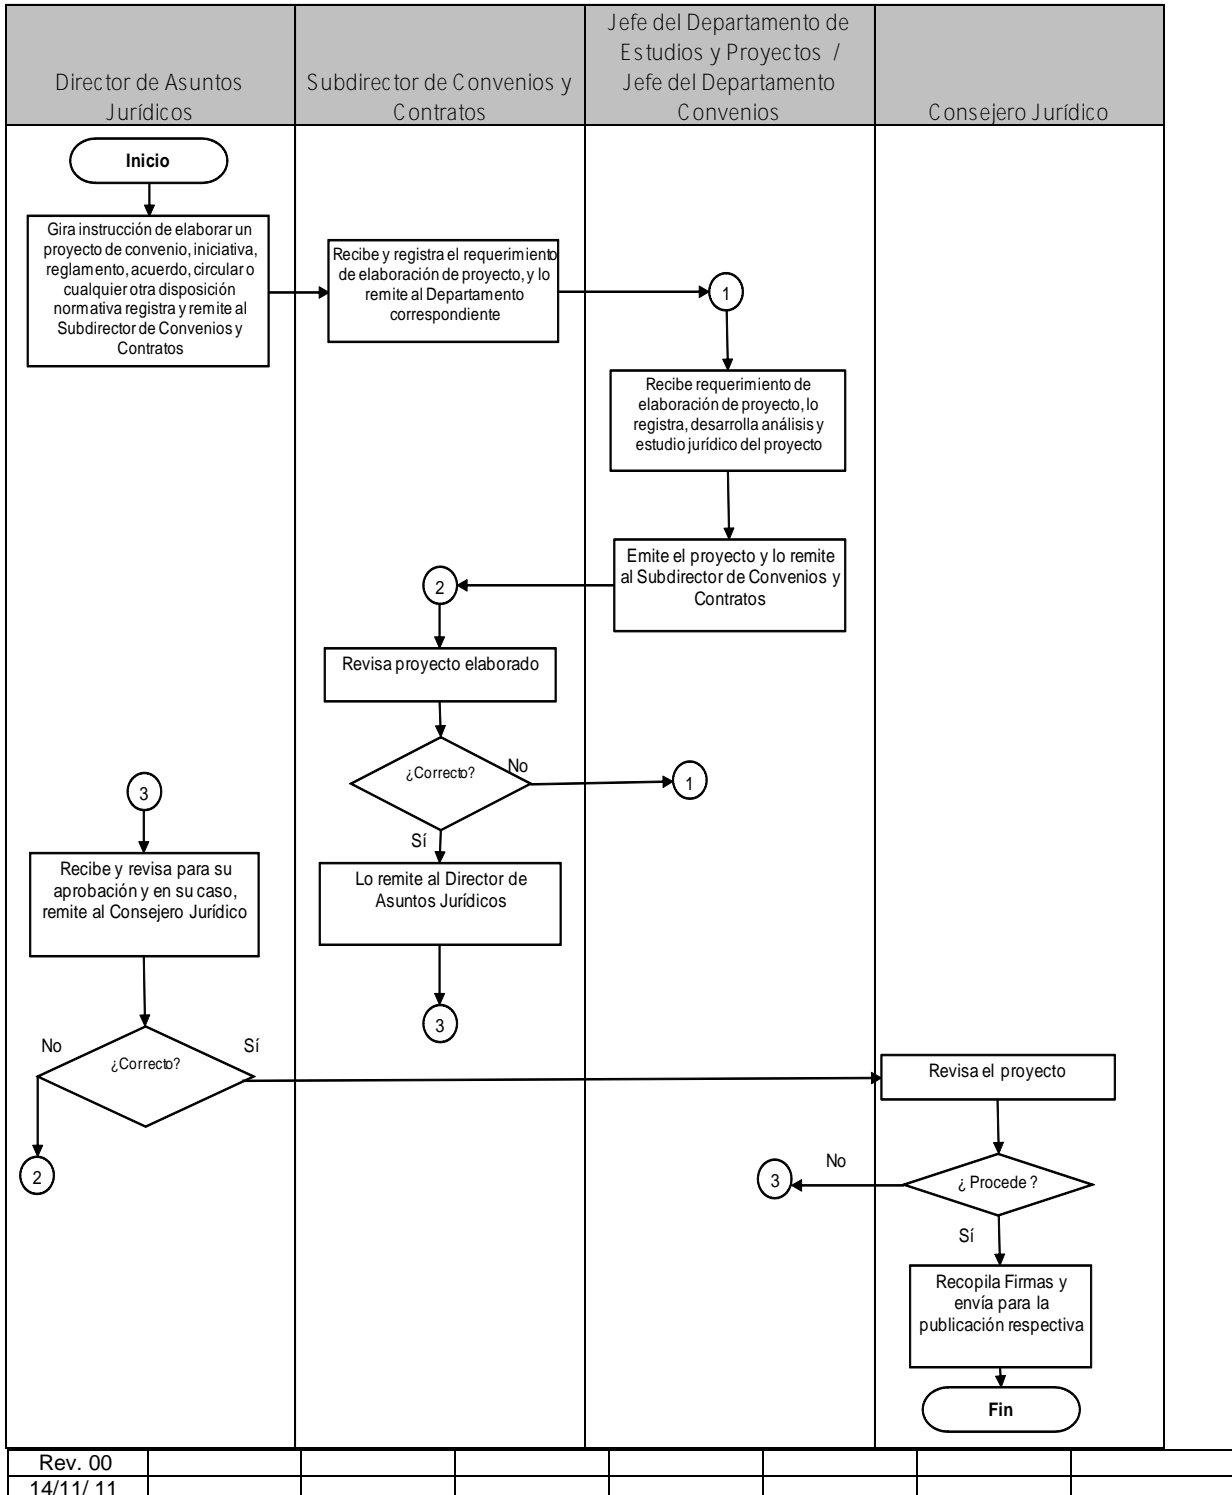 Director de Asuntos
Jurídicos
Subdirector de Convenios y
Contratos
Jefe del Departamento de
Estudios y Proyectos /
Jefe del Departamento
Convenios
Consejero Jurídico
Inicio
Gira instrucción de elaborar un
proyecto de convenio, iniciativa,
reglamento, acuerdo, circular o
cualquier otra disposición
normativa registra y remite al
Subdirector de Convenios y
Contratos
Recibe y registra el requerimiento
de elaboración de proyecto, y lo
remite al Departamento
correspondiente
1
Recibe requerimiento de
elaboración de proyecto, lo
registra, desarrolla análisis y
estudio jurídico del proyecto
Emite el proyecto y lo remite
al Subdirector de Convenios y
Contratos
2
Revisa proyecto elaborado
¿Correcto?
No
1
Sí
Lo remite al Director de
Asuntos Jurídicos
3
3
Recibe y revisa para su
aprobación y en su caso,
remite al Consejero Jurídico
¿Correcto?
No
Sí
2
Revisa el proyecto
¿ Procede ?
No
3
Sí
Recopila Firmas y
envía para la
publicación respectiva
Fin
Rev. 00
14/11/ 11